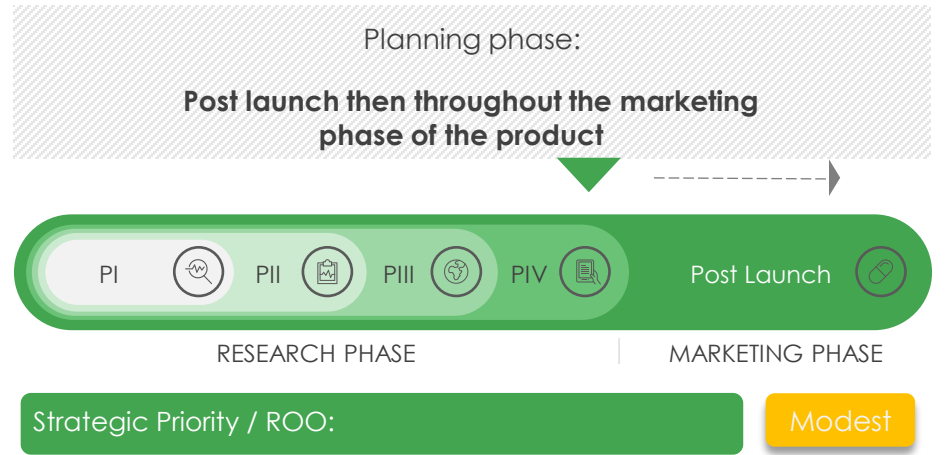 Planning phase:
Post launch then throughout the marketing
phase of the product
PI
PII
PIII
PIV
Post Launch
RESEARCH PHASE
MARKETING PHASE
Strategic Priority / ROO:
Modest